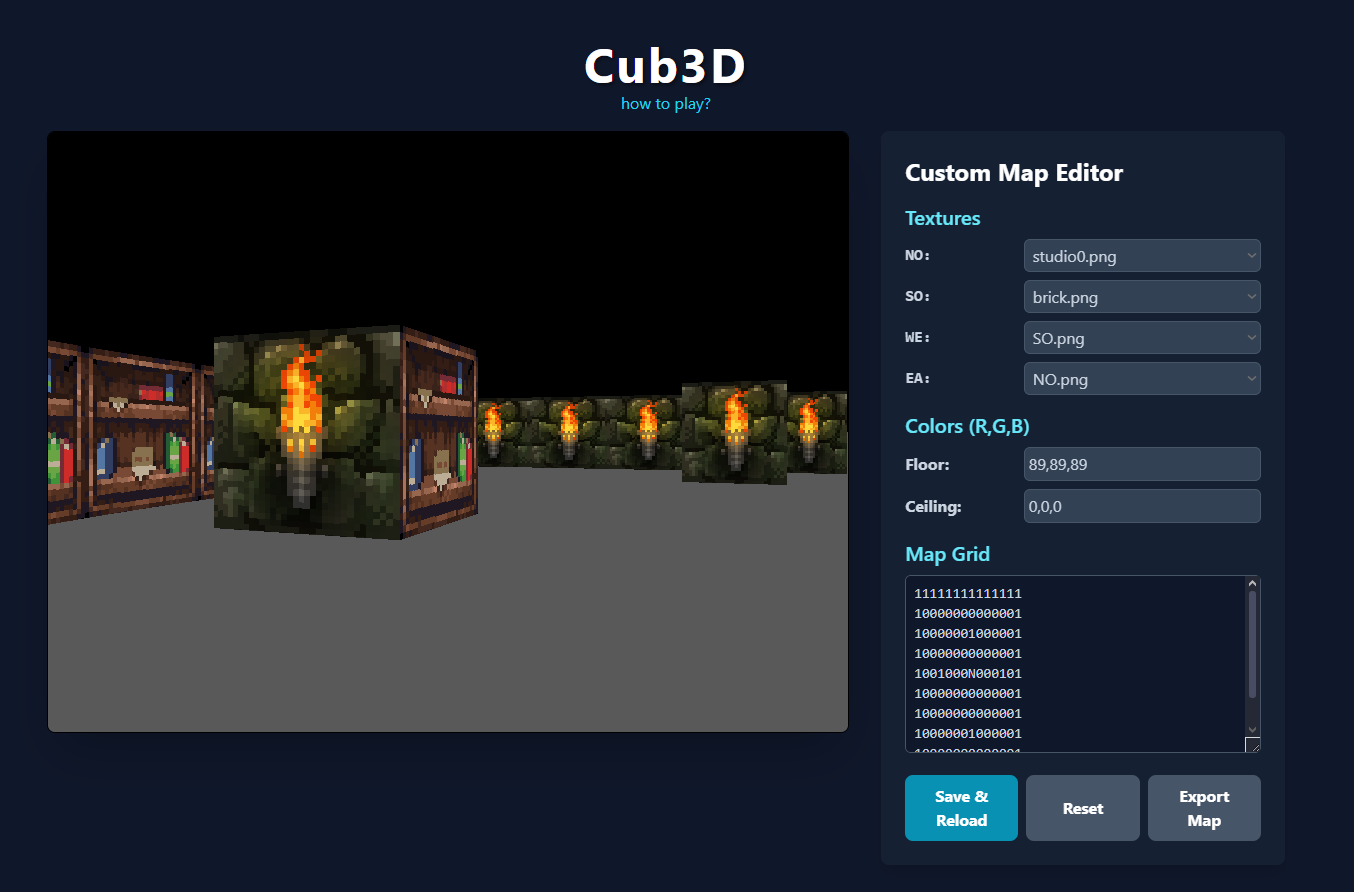 Cub3D
how to play?
Custom Map Editor
Textures
NO: studio0.png
SO: brick.png
WE: SO.png
EA: NO.png
Colors (R,G,B)
Floor: 89,89,89
Ceiling: 0,0,0
Map Grid
11111111111111
10000000000001
10000001000001
10000000000001
1001000N000101
10000000000001
10000000000001
10000001000001
Save &
Reload
Reset
Export
Map